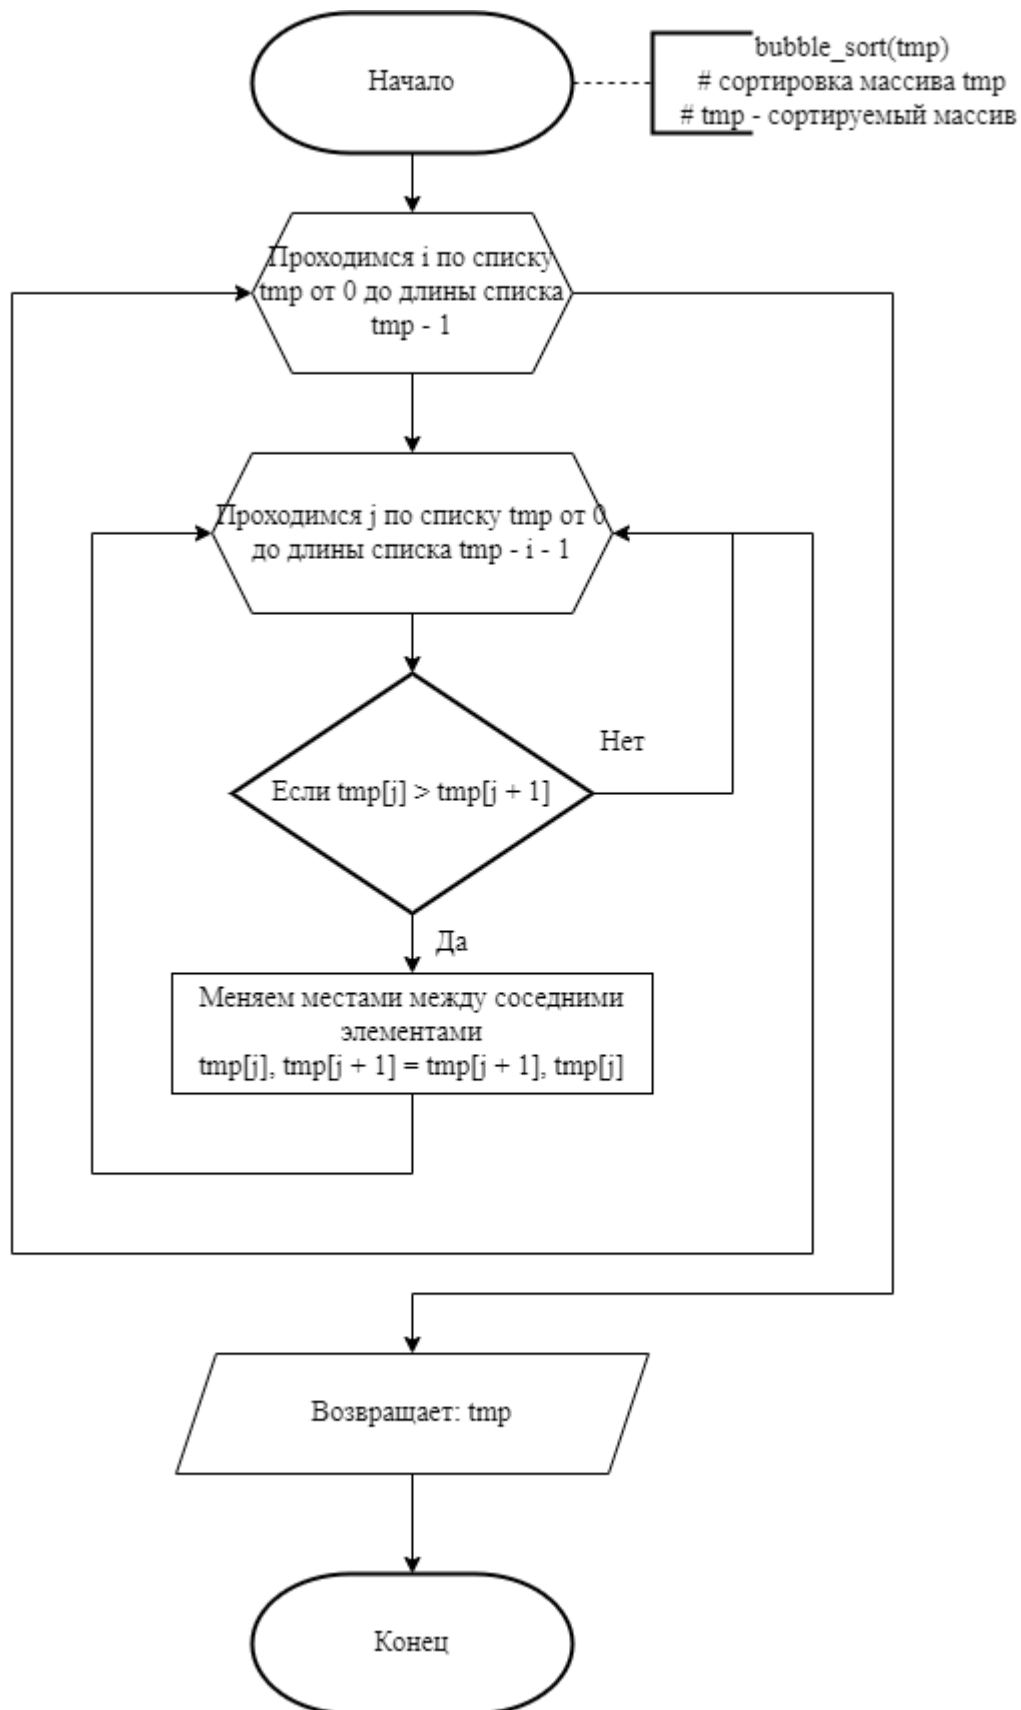 Начало
bubble_sort(tmp)
# сортировка массива tmp
# tmp - сортируемый массив
Проходимся i по списку
tmp от 0 до длины списка
tmp - 1
Проходимся j по списку tmp от 0
до длины списка tmp - i - 1
Нет
Если tmp[j] > tmp[j + 1]
Да
Меняем местами между соседними
элементами
tmp[j], tmp[j + 1] = tmp[j + 1], tmp[j]
Возвращает: tmp
Конец